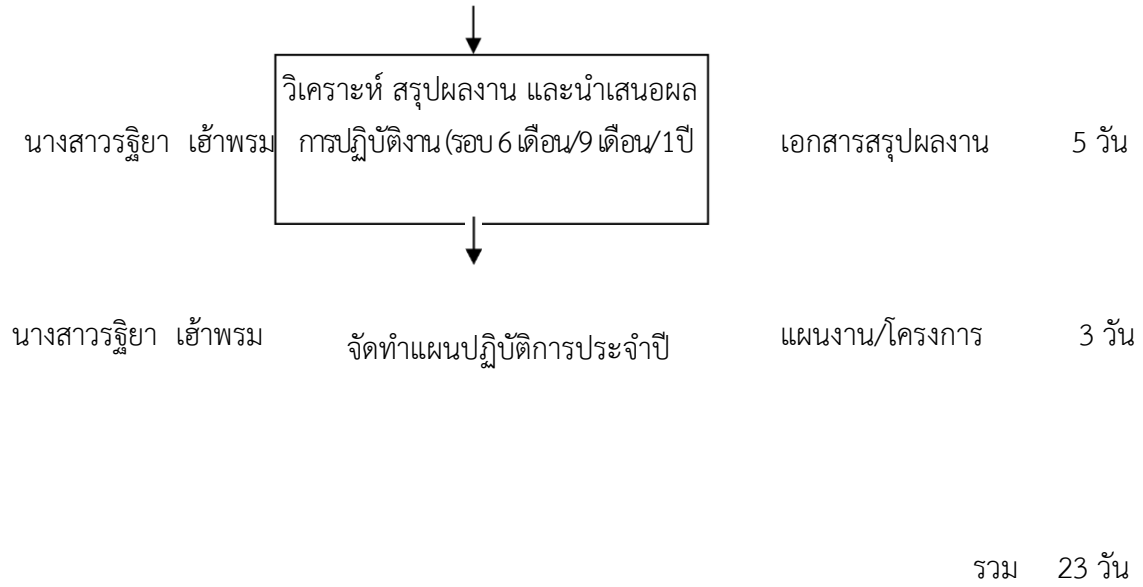 วิเคราะห์ สรุปผลงาน และนำเสนอผล
นางสาวรฐิยา เฮ้าพรม การปฏิบัติงาน (รอบ 6 เดือน/9 เดือน/1ปี เอกสารสรุปผลงาน 5 วัน
นางสาวรฐิยา เฮ้าพรม จัดทำแผนปฏิบัติการประจำปี แผนงาน/โครงการ 3 วัน
รวม 23 วัน